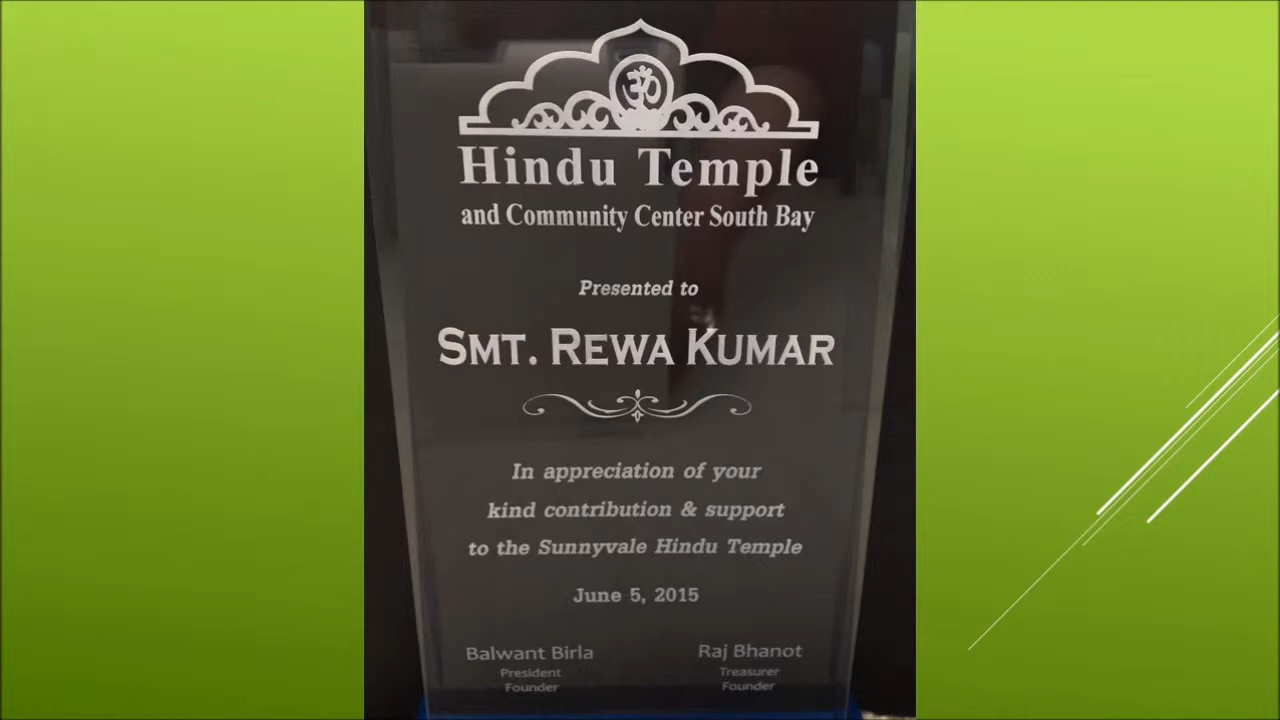 ॐ
Hindu Temple
and Community Center South Bay
Presented to
SMT. REWA KUMAR
In appreciation of your
kind contribution & support
to the Sunnyvale Hindu Temple
June 5, 2015
Balwant Birla Raj Bhanot
President Treasurer
Founder Founder